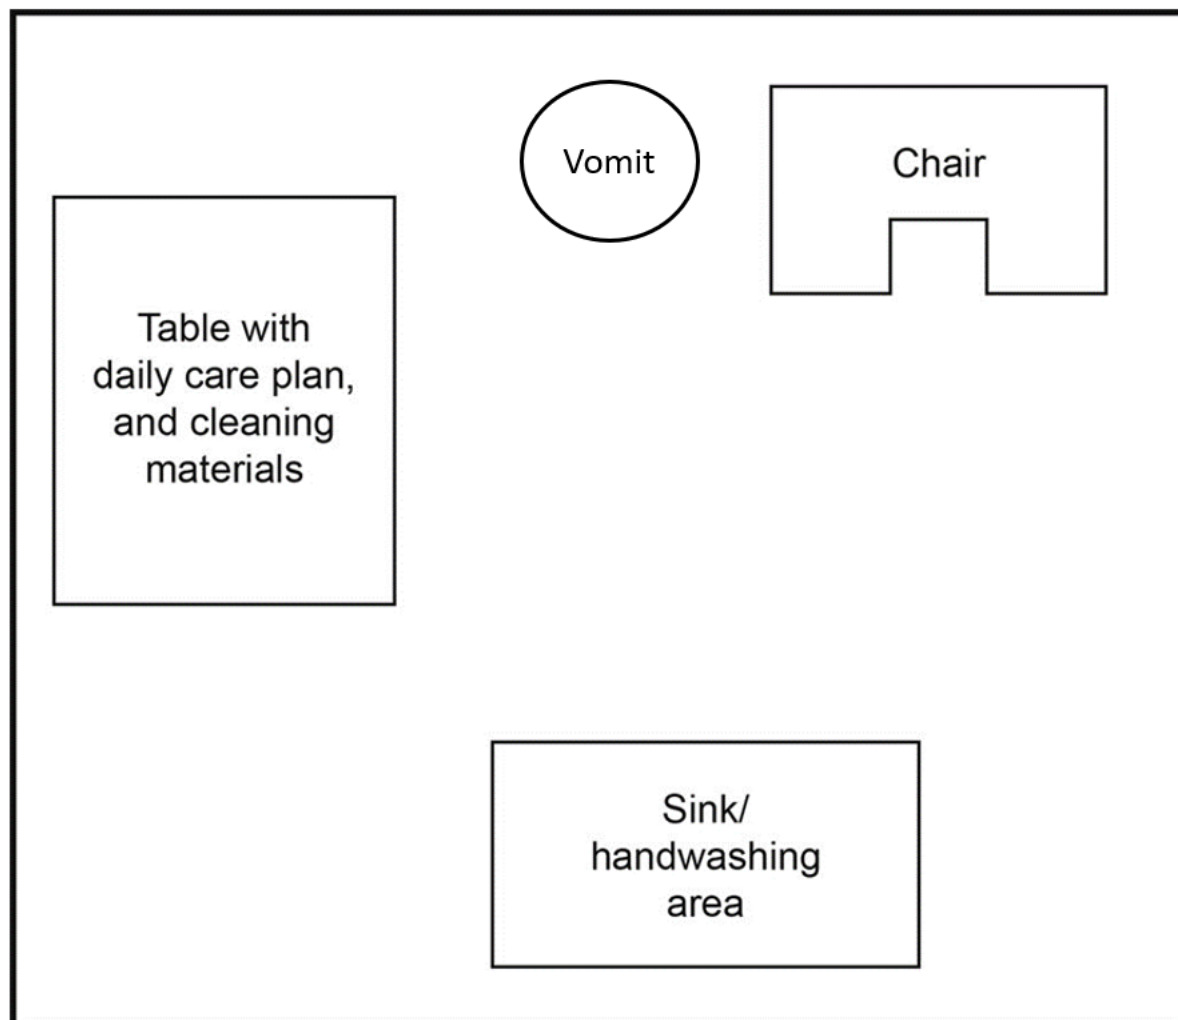 Vomit
Chair
Table with
daily care plan,
and cleaning
materials
Sink/
handwashing
area